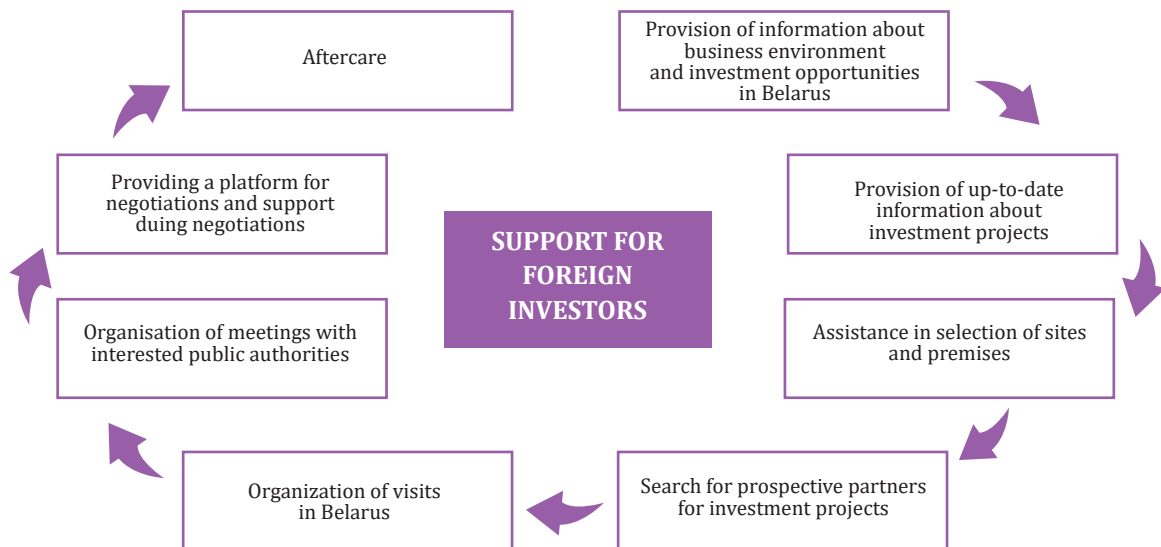 Aftercare
Provision of information about
business environment
and investment opportunities
in Belarus
Providing a platform for
negotiations and support
duing negotiations
Provision of up-to-date
information about
investment projects
SUPPORT FOR
FOREIGN
INVESTORS
Organisation of meetings with
interested public authorities
Assistance in selection of sites
and premises
Organization of visits
in Belarus
Search for prospective partners
for investment projects